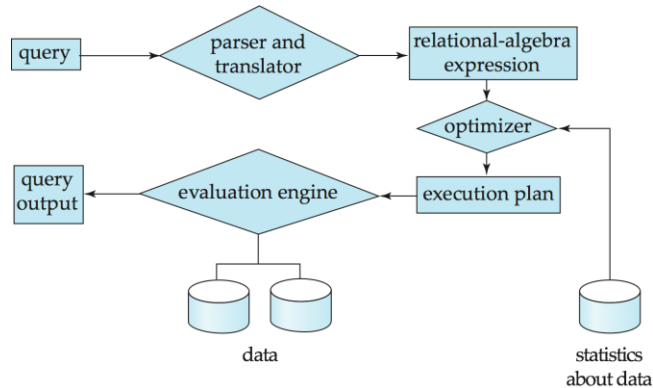 query
parser and
translator
relational-algebra
expression
optimizer
query
output
evaluation engine
execution plan
data
statistics
about data